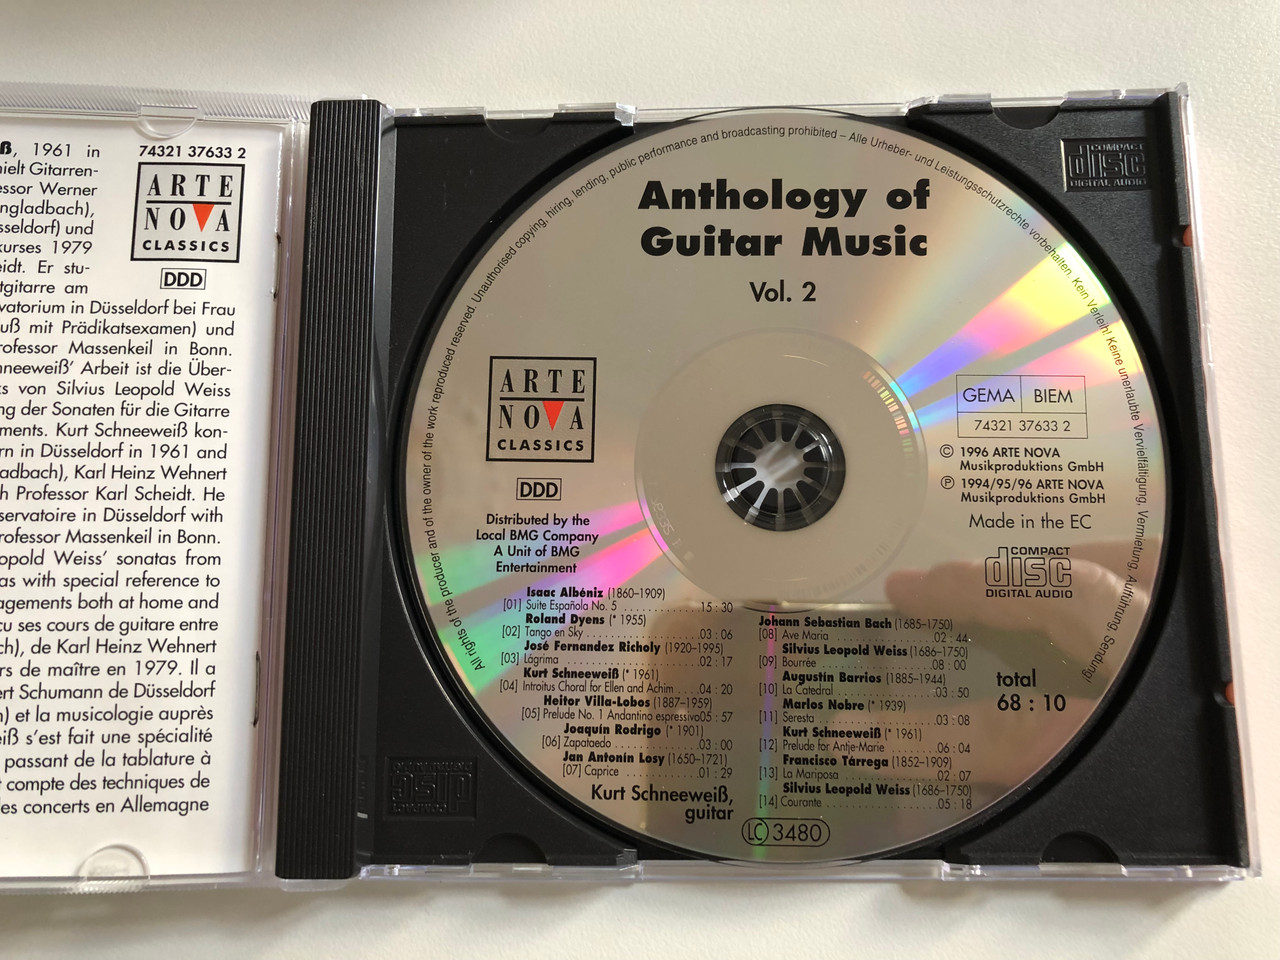 ß, 1961 in
hielt Gitarren-
essor Werner
ngladbach),
sseldorf) und
kurses 1979
eidt. Er stu-
tgitarre am
vatorium in Düsseldorf bei Frau
uß mit Prädikatsexamen) und
rofessor Massenkeil in Bonn.
hneeweiß' Arbeit ist die Über-
ks von Silvius Leopold Weiss
ng der Sonaten für die Gitarre
ments. Kurt Schneeweiß kon-
rn in Düsseldorf in 1961 and
ladbach), Karl Heinz Wehnert
h Professor Karl Scheidt. He
servatoire in Düsseldorf with
rofessor Massenkeil in Bonn.
eopold Weiss' sonatas from
as with special reference to
agements both at home and
cu ses cours de guitare entre
ch), de Karl Heinz Wehnert
rs de maître en 1979. Il a
ert Schumann de Düsseldorf
n) et la musicologie auprès
eiß s'est fait une spécialité
passant de la tablature à
t compte des techniques de
des concerts en Allemagne
74321 37633 2
ARTE
NOVA
CLASSICS
DDD
All rights of the producer and of the owner of the work reproduced reserved. Unauthorised copying, hiring, lending, public performance and broadcasting prohibited – Alle Urheber- und Leistungsschutzrechte vorbehalten. Kein Verleih! Keine unerlaubte Vervielfältigung, Vermietung, Aufführung, Sendung!
Anthology of
Guitar Music
Vol. 2
ARTE
NOVA
CLASSICS
DDD
Distributed by the
Local BMG Company
A Unit of BMG
Entertainment
GEMA BIEM
74321 37633 2
© 1996 ARTE NOVA
Musikproduktions GmbH
℗ 1994/95/96 ARTE NOVA
Musikproduktions GmbH
Made in the EC
COMPACT
disc
DIGITAL AUDIO
Isaac Albéniz (1860–1909)
[01] Suite Española No. 5 . . . . . . . . . . 15 : 30
Roland Dyens (* 1955)
[02] Tango en Sky . . . . . . . . . . 03 : 06
José Fernandez Richoly (1920–1995)
[03] Lágrima . . . . . . . . . . 02 : 17
Kurt Schneeweiß (* 1961)
[04] Introitus Choral for Ellen and Achim . . . . 04 : 20
Heitor Villa-Lobos (1887–1959)
[05] Prelude No. 1 Andantino espressivo 05 : 57
Joaquín Rodrigo (* 1901)
[06] Zapataedo . . . . . . . . . . 03 : 00
Jan Antonin Losy (1650–1721)
[07] Caprice . . . . . . . . . . 01 : 29
Kurt Schneeweiß,
guitar
Johann Sebastian Bach (1685–1750)
[08] Ave Maria . . . . . . . . . . 02 : 44
Silvius Leopold Weiss (1686–1750)
[09] Bourrée . . . . . . . . . . 08 : 00
Augustin Barrios (1885–1944)
[10] La Catedral . . . . . . . . . . 03 : 50
Marlos Nobre (* 1939)
[11] Seresta . . . . . . . . . . 03 : 08
Kurt Schneeweiß (* 1961)
[12] Prelude for Antje-Marie . . . . . . . . . . 06 : 04
Francisco Tárrega (1852–1909)
[13] La Mariposa . . . . . . . . . . 02 : 07
Silvius Leopold Weiss (1686–1750)
[14] Courante . . . . . . . . . . 05 : 18
total
68 : 10
LC 3480
COMPACT
disc
DIGITAL AUDIO